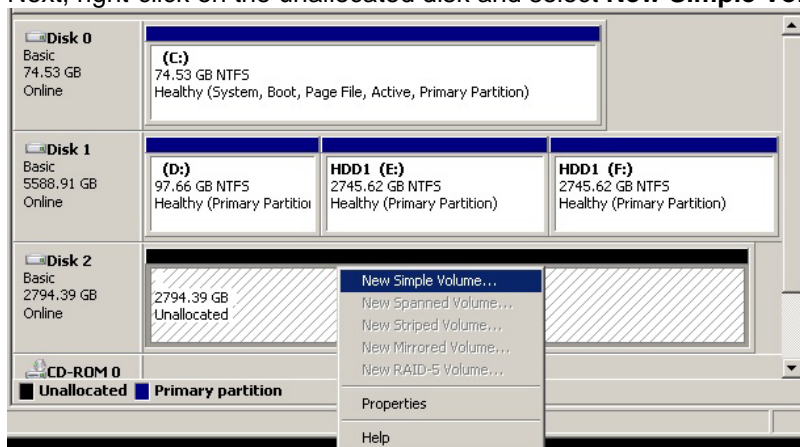 Next, right-click on the unallocated disk and select New Simple Vo
Disk 0
Basic
74.53 GB
Online
(C:)
74.53 GB NTFS
Healthy (System, Boot, Page File, Active, Primary Partition)
Disk 1
Basic
5588.91 GB
Online
(D:)
97.66 GB NTFS
Healthy (Primary Partitio
HDD1 (E:)
2745.62 GB NTFS
Healthy (Primary Partition)
HDD1 (F:)
2745.62 GB NTFS
Healthy (Primary Partition)
Disk 2
Basic
2794.39 GB
Online
2794.39 GB
Unallocated
New Simple Volume...
New Spanned Volume...
New Striped Volume...
New Mirrored Volume...
New RAID-5 Volume...
Properties
Help
CD-ROM 0
Unallocated Primary partition